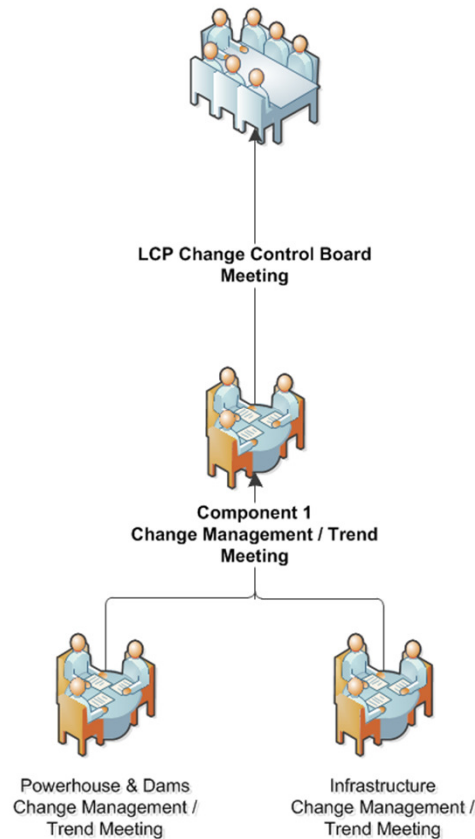 LCP Change Control Board
Meeting
Component 1
Change Management / Trend
Meeting
Powerhouse & Dams
Change Management /
Trend Meeting
Infrastructure
Change Management /
Trend Meeting